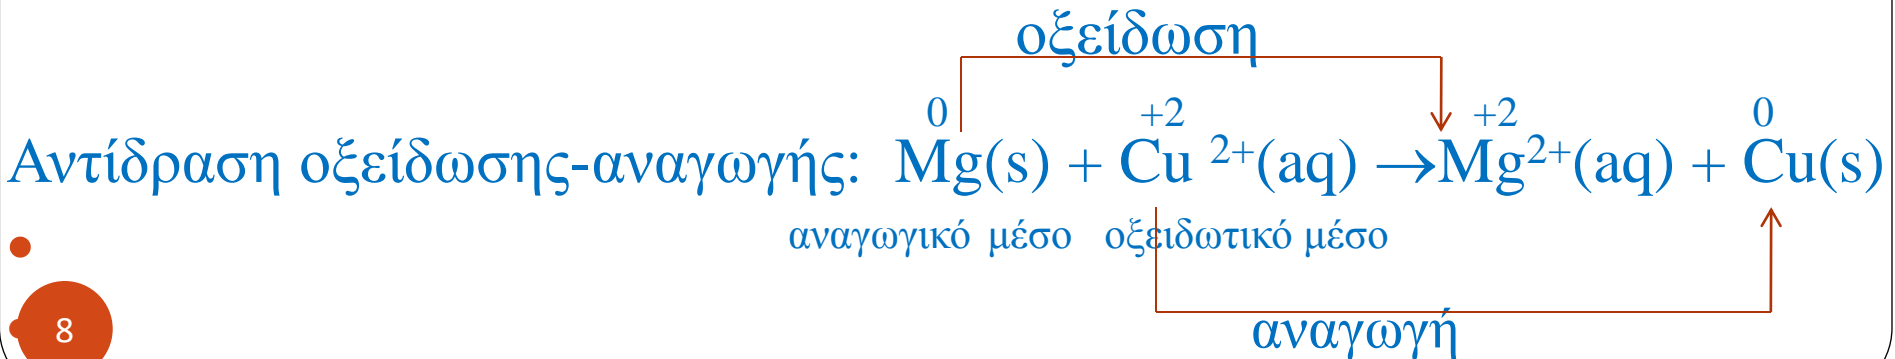 οξείδωση
0 +2 +2 0
Αντίδραση οξείδωσης-αναγωγής: Mg(s) + Cu ²⁺(aq) →Mg²⁺(aq) + Cu(s)
αναγωγικό μέσο οξειδωτικό μέσο
αναγωγή
8